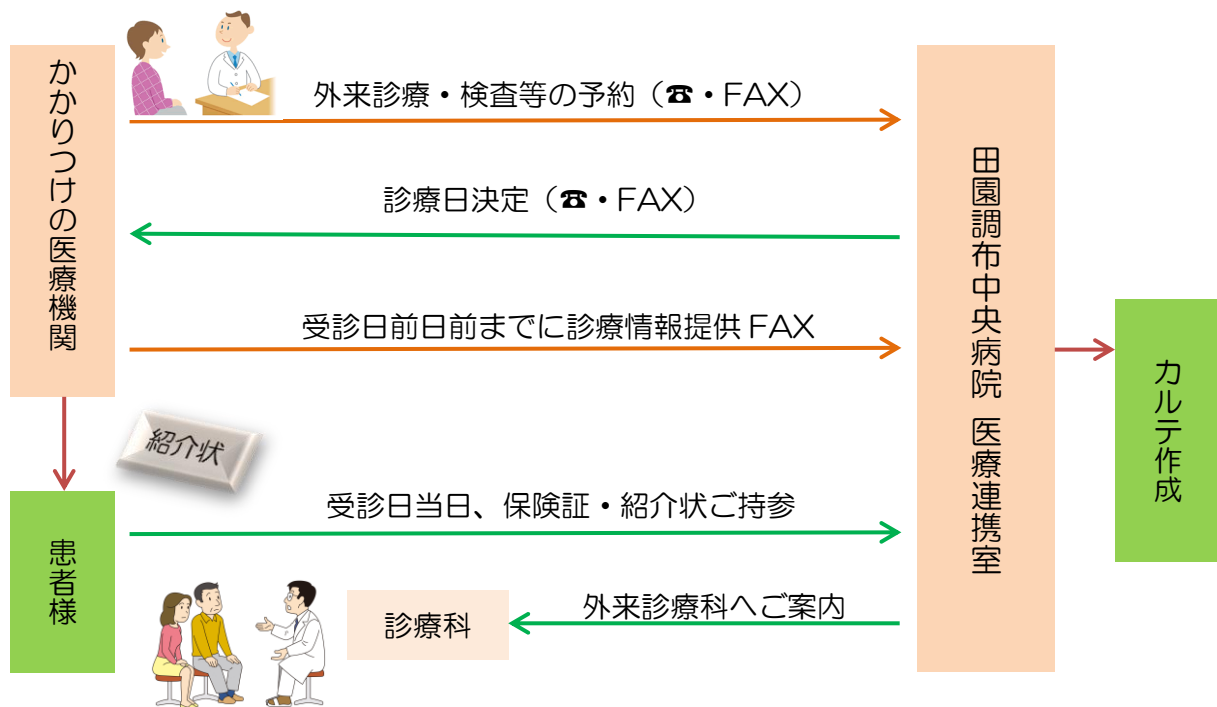 かかりつけの医療機関
外来診療・検査等の予約（☎・FAX）
診療日決定（☎・FAX）
受診日前日前までに診療情報提供 FAX
紹介状
患者様
受診日当日、保険証・紹介状ご持参
外来診療科へご案内
診療科
田園調布中央病院 医療連携室
カルテ作成